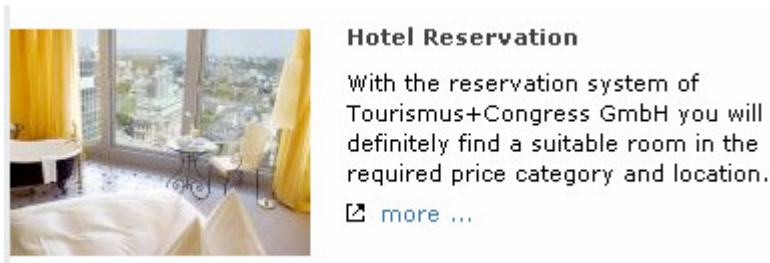 Hotel Reservation
With the reservation system of
Tourismus+Congress GmbH you will
definitely find a suitable room in the
required price category and location.
more ...